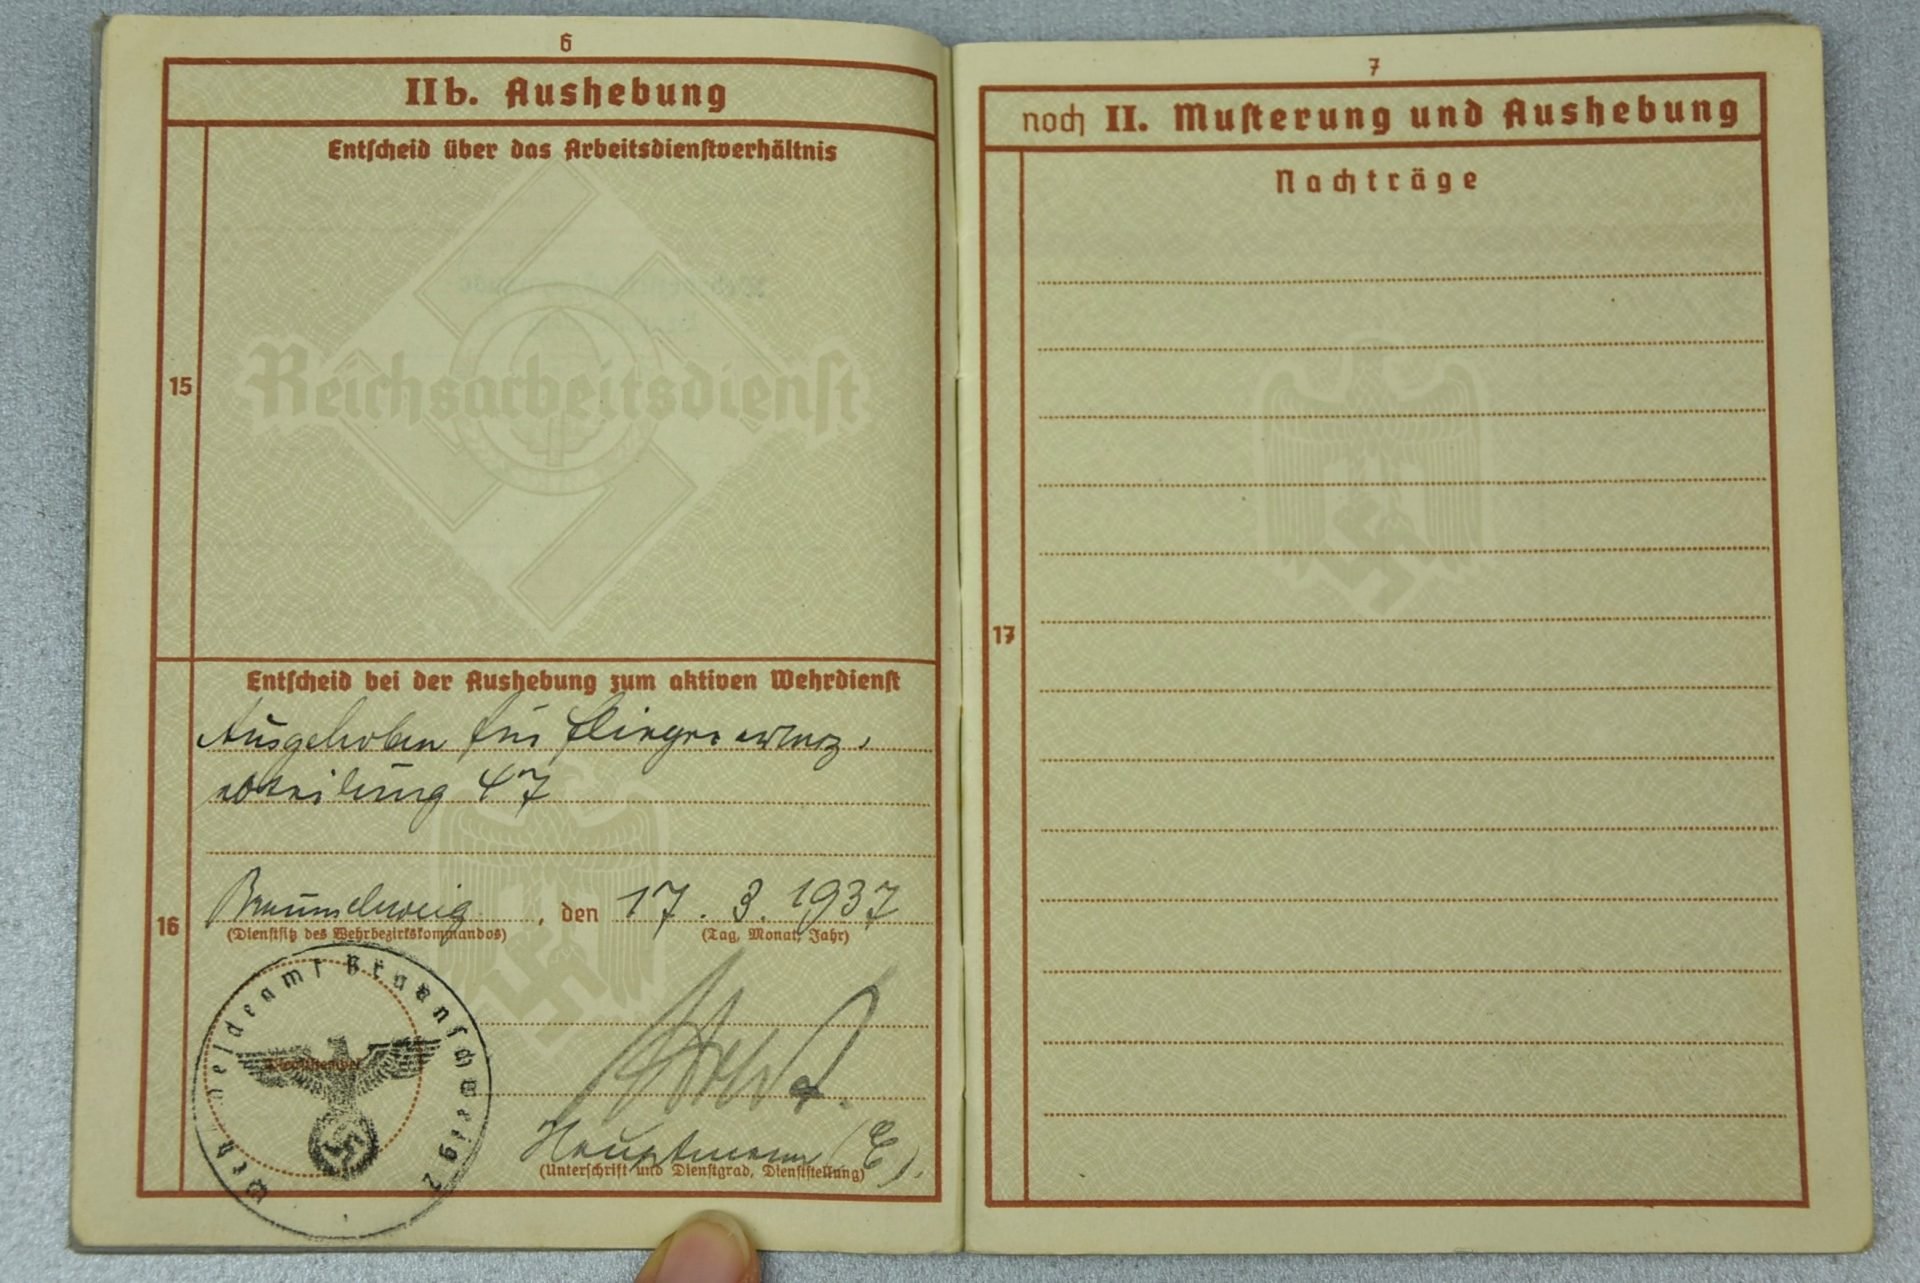 6
IIb. Aushebung
Entscheid über das Arbeitsdienstverhältnis
Reichsarbeitsdienst
15
Entscheid bei der Aushebung zum aktiven Wehrdienst
Ausgehoben für Fliegerersatz-
abteilung 47
Braunschweig, den 17. 3. 1937
(Dienstsitz des Wehrbezirkskommandos) (Tag, Monat, Jahr)
16
Wehrmeldeamt Braunschweig 2
Dienststempel
Hauptmann (E).
(Unterschrift und Dienstgrad, Dienststellung)
7
noch II. Musterung und Aushebung
Nachträge
17